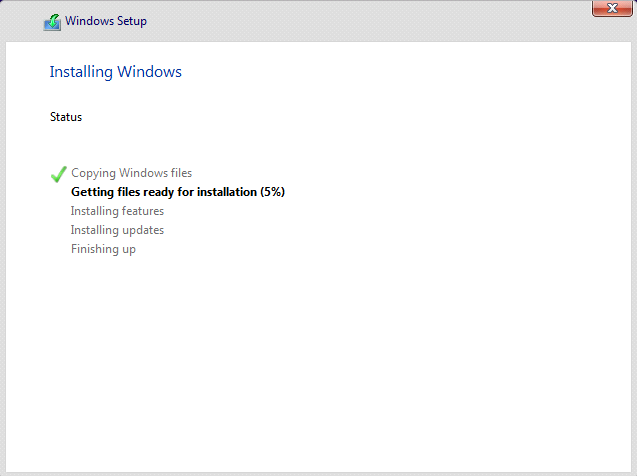 Windows Setup
Installing Windows
Status
Copying Windows files
Getting files ready for installation (5%)
Installing features
Installing updates
Finishing up